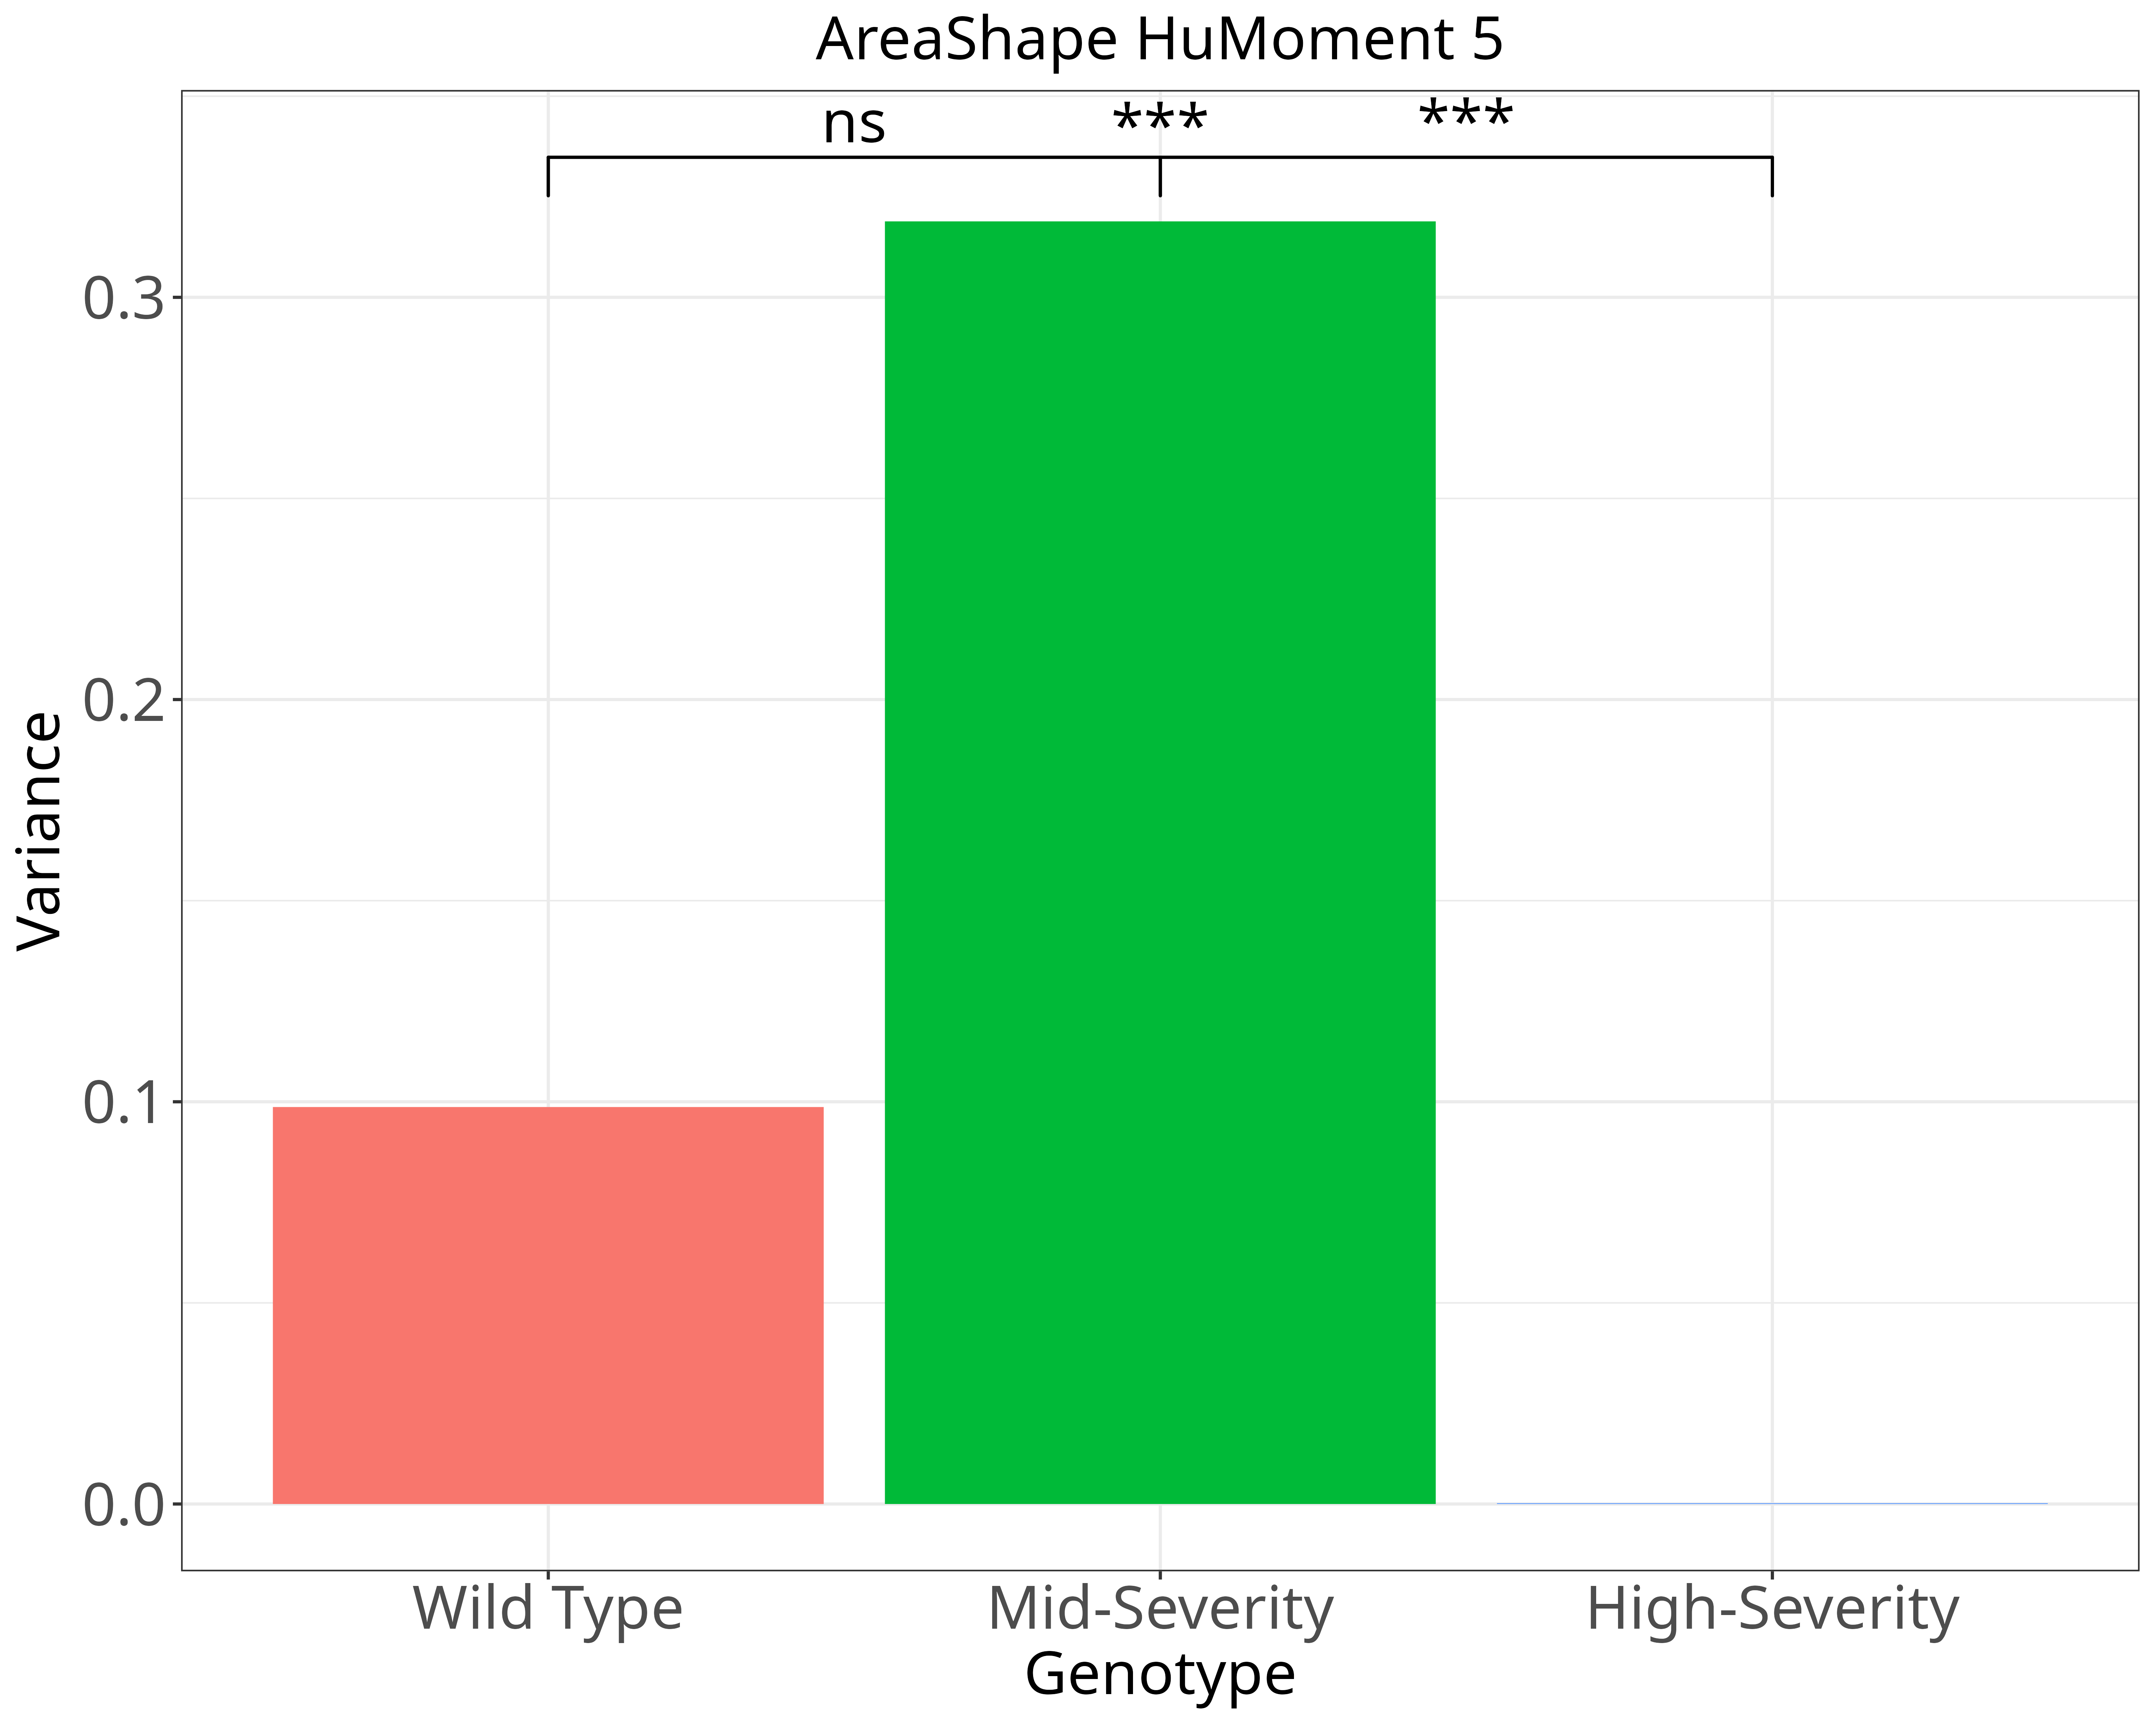 AreaShape HuMoment 5
ns *** ***
0.3
0.2
0.1
0.0
Variance
Wild Type Mid-Severity High-Severity
Genotype